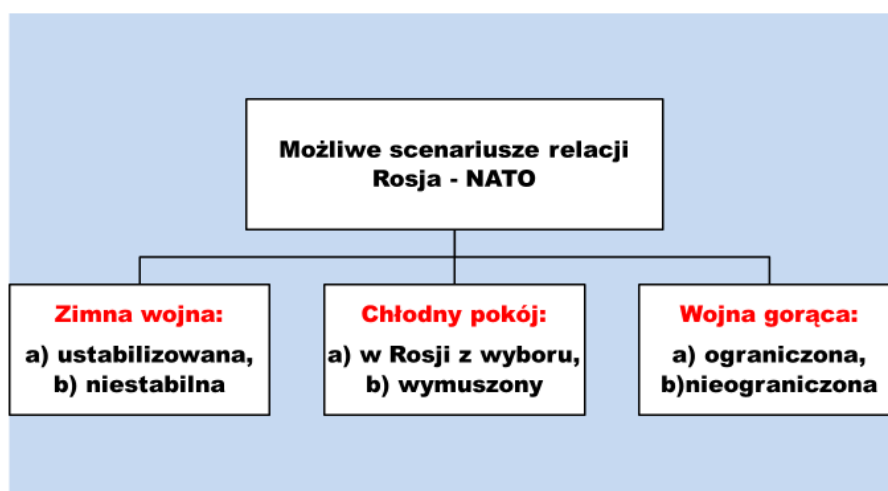 Możliwe scenariusze relacji
Rosja - NATO
Zimna wojna:
a) ustabilizowana,
b) niestabilna
Chłodny pokój:
a) w Rosji z wyboru,
b) wymuszony
Wojna gorąca:
a) ograniczona,
b)nieograniczona